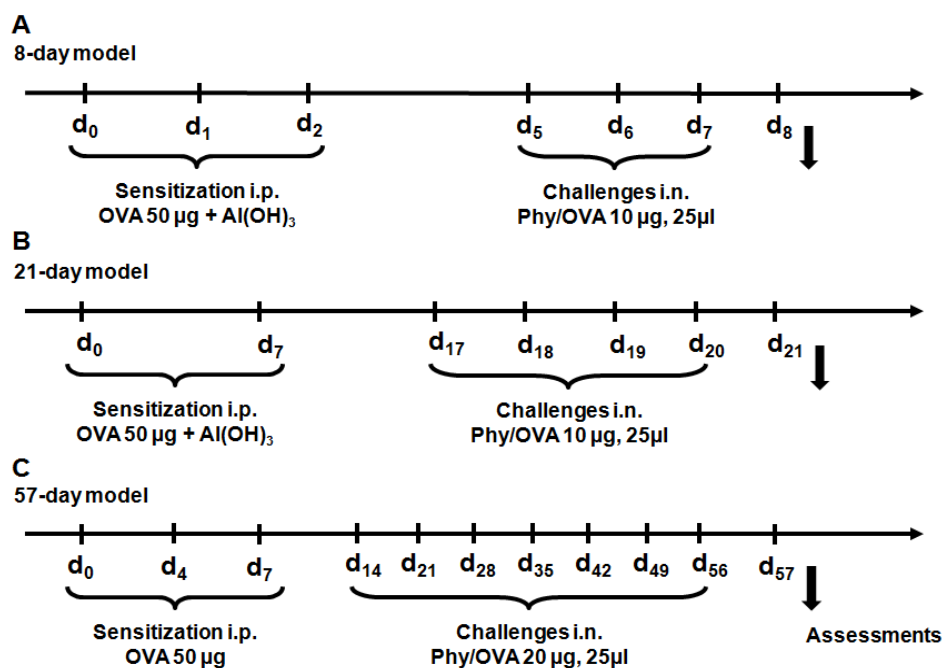 A
8-day model
d₀ d₁ d₂ d₅ d₆ d₇ d₈
Sensitization i.p. Challenges i.n.
OVA 50 µg + Al(OH)₃ Phy/OVA 10 µg, 25µl
B
21-day model
d₀ d₇ d₁₇ d₁₈ d₁₉ d₂₀ d₂₁
Sensitization i.p. Challenges i.n.
OVA 50 µg + Al(OH)₃ Phy/OVA 10 µg, 25µl
C
57-day model
d₀ d₄ d₇ d₁₄ d₂₁ d₂₈ d₃₅ d₄₂ d₄₉ d₅₆ d₅₇
Sensitization i.p. Challenges i.n. Assessments
OVA 50 µg Phy/OVA 20 µg, 25µl